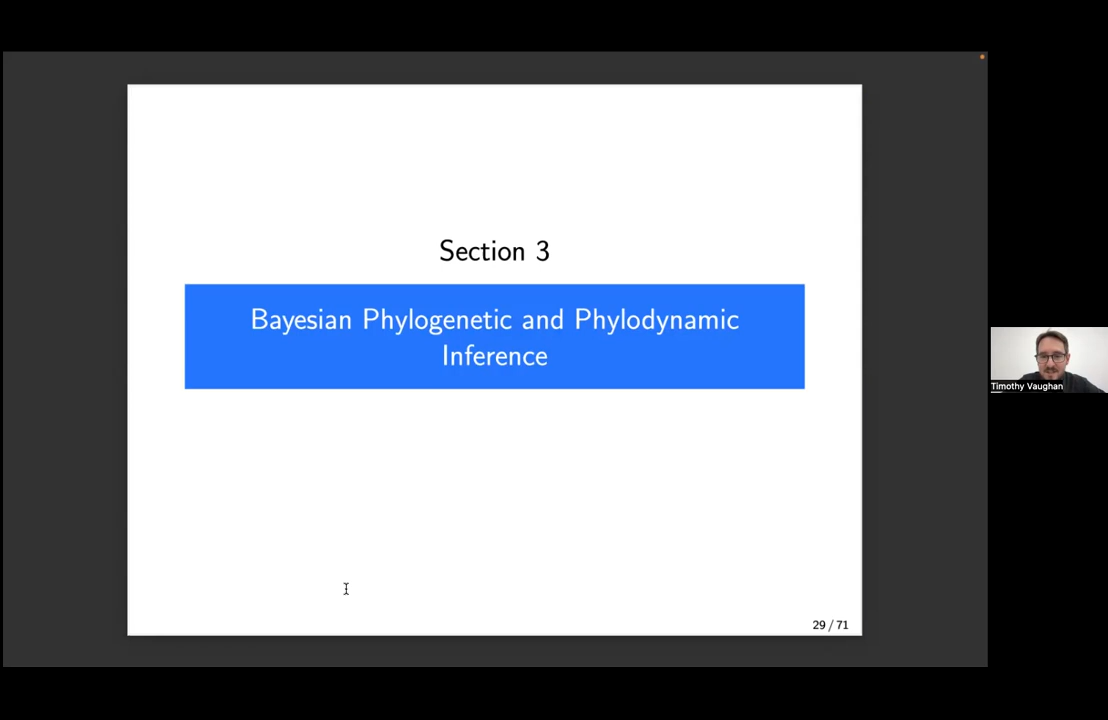 Section 3
Bayesian Phylogenetic and Phylodynamic
Inference
29 / 71
Timothy Vaughan